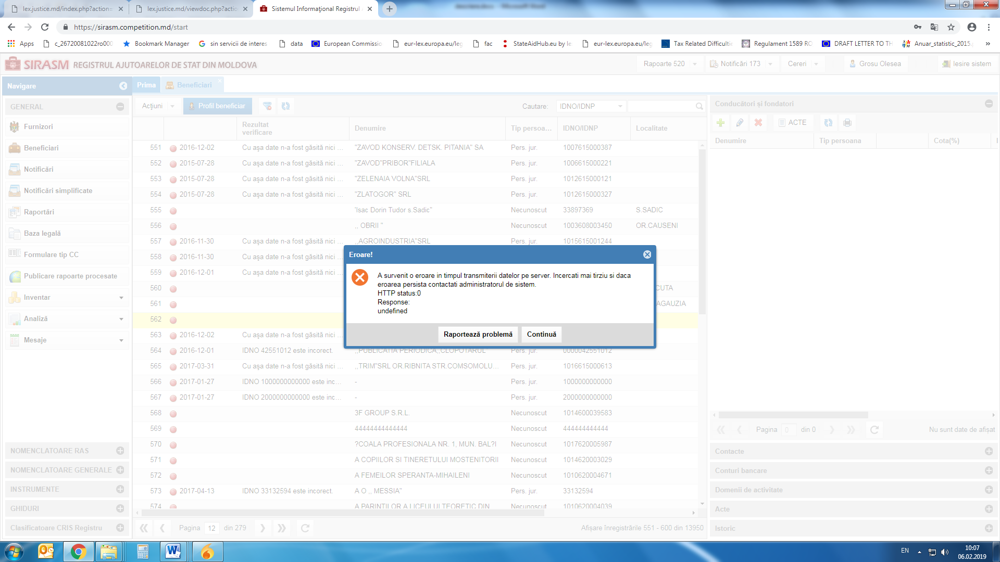 lex.justice.md/index.php?action=
lex.justice.md/viewdoc.php?actio
Sistemul Informaţional Registrul
https://sirasm.competition.md/start
Apps
c_26720081022ro000
Bookmark Manager
sin servicii de interes
data
European Commissio
eur-lex.europa.eu/leg
fac
StateAidHub.eu by le
eur-lex.europa.eu/leg
Tax Related Difficultie
Regulament 1589 RO
DRAFT LETTER TO TH
Anuar_statistic_2015.
»
SIRASM REGISTRUL AJUTOARELOR DE STAT DIN MOLDOVA
Rapoarte 520
Notificări 173
Cereri
Grosu Olesea
Iesire sistem
Navigare
GENERAL
Furnizori
Beneficiari
Notificări
Notificări simplificate
Raportări
Baza legală
Formulare tip CC
Publicare rapoarte procesate
Inventar
Analiză
Mesaje
NOMENCLATOARE RAS
NOMENCLATOARE GENERALE
INSTRUMENTE
GHIDURI
Clasificatoare CRIS Registru
Prima
Beneficiari
Acţiuni
Profil beneficiar
Cautare:
IDNO/IDNP
Rezultat verificare Denumire Tip persoa... IDNO/IDNP Localitate
551 2016-12-02 Cu aşa date n-a fost găsită nici ... "ZAVOD KONSERV. DETSK. PITANIA" SA Pers. jur. 1007615000387
552 2015-07-28 Cu aşa date n-a fost găsită nici ... "ZAVOD"PRIBOR"FILIALA Pers. jur. 1006615000221
553 2015-07-28 Cu aşa date n-a fost găsită nici ... "ZELENAIA VOLNA"SRL Pers. jur. 1012615000121
554 2015-07-28 Cu aşa date n-a fost găsită nici ... "ZLATOGOR" SRL Pers. jur. 1012615000327
555 'Isac Dorin Tudor s.Sadic" Necunoscut 33897369 S.SADIC
556 ,, OBRII " Necunoscut 1003608003450 OR.CAUSENI
557 2016-11-30 Cu aşa date n-a fost găsită nici ... ,,AGROINDUSTRIA"SRL Pers. jur. 1015615001244
558 2016-11-30 Cu aşa date n-a fost găsită nici ...
559 2016-12-01 Cu aşa date n-a fost găsită nici ...
560 CUTA
561 AGAUZIA
562
563 2016-12-02 Cu aşa date n-a fost găsită nici ...
564 2016-12-01 IDNO 42551012 este incorect. ,,PUBLICATIA PERIODICA,,CLOPOTARUL" Pers. jur. 0000042551012
565 2017-03-31 Cu aşa date n-a fost găsită nici ... ,,TRIM"SRL OR.RIBNITA STR.COMSOMOLU... Pers. jur. 1016615000613
566 2017-01-27 IDNO 1000000000000 este inc... - Pers. jur. 1000000000000
567 2017-01-27 IDNO 2000000000000 este inc... - Pers. jur. 2000000000000
568 3F GROUP S.R.L. Necunoscut 1014600039583
569 44444444444444 Necunoscut 444444444444
570 ?COALA PROFESIONALA NR. 1, MUN. BAL?I Necunoscut 1017620005987
571 A COPIILOR SI TINERETULUI MOSTENITORII Necunoscut 1014620003029
572 A FEMEILOR SPERANTA-MIHAILENI Necunoscut 1010620004671
573 2017-04-13 IDNO 33132594 este incorect. A O ,, MESSIA" Pers. jur. 33132594
574 A PARINTILOR A LICEULUI TEORETIC DIN Necunoscut 1010620004039
Pagina 12 din 279
Afișare înregistrările 551 - 600 din 13950
Eroare!
A survenit o eroare in timpul transmiterii datelor pe server. Incercati mai tirziu si daca
eroarea persista contactati administratorul de sistem.
HTTP status:0
Response:
undefined
Raportează problemă
Continuă
Conducători și fondatori
ACTE
Denumire Tip persoana Cota(%)
Pagina 0 din 0
Nu sunt date de afișat
Contacte
Conturi bancare
Domenii de activitate
Acte
Istoric
EN
10:07
06.02.2019